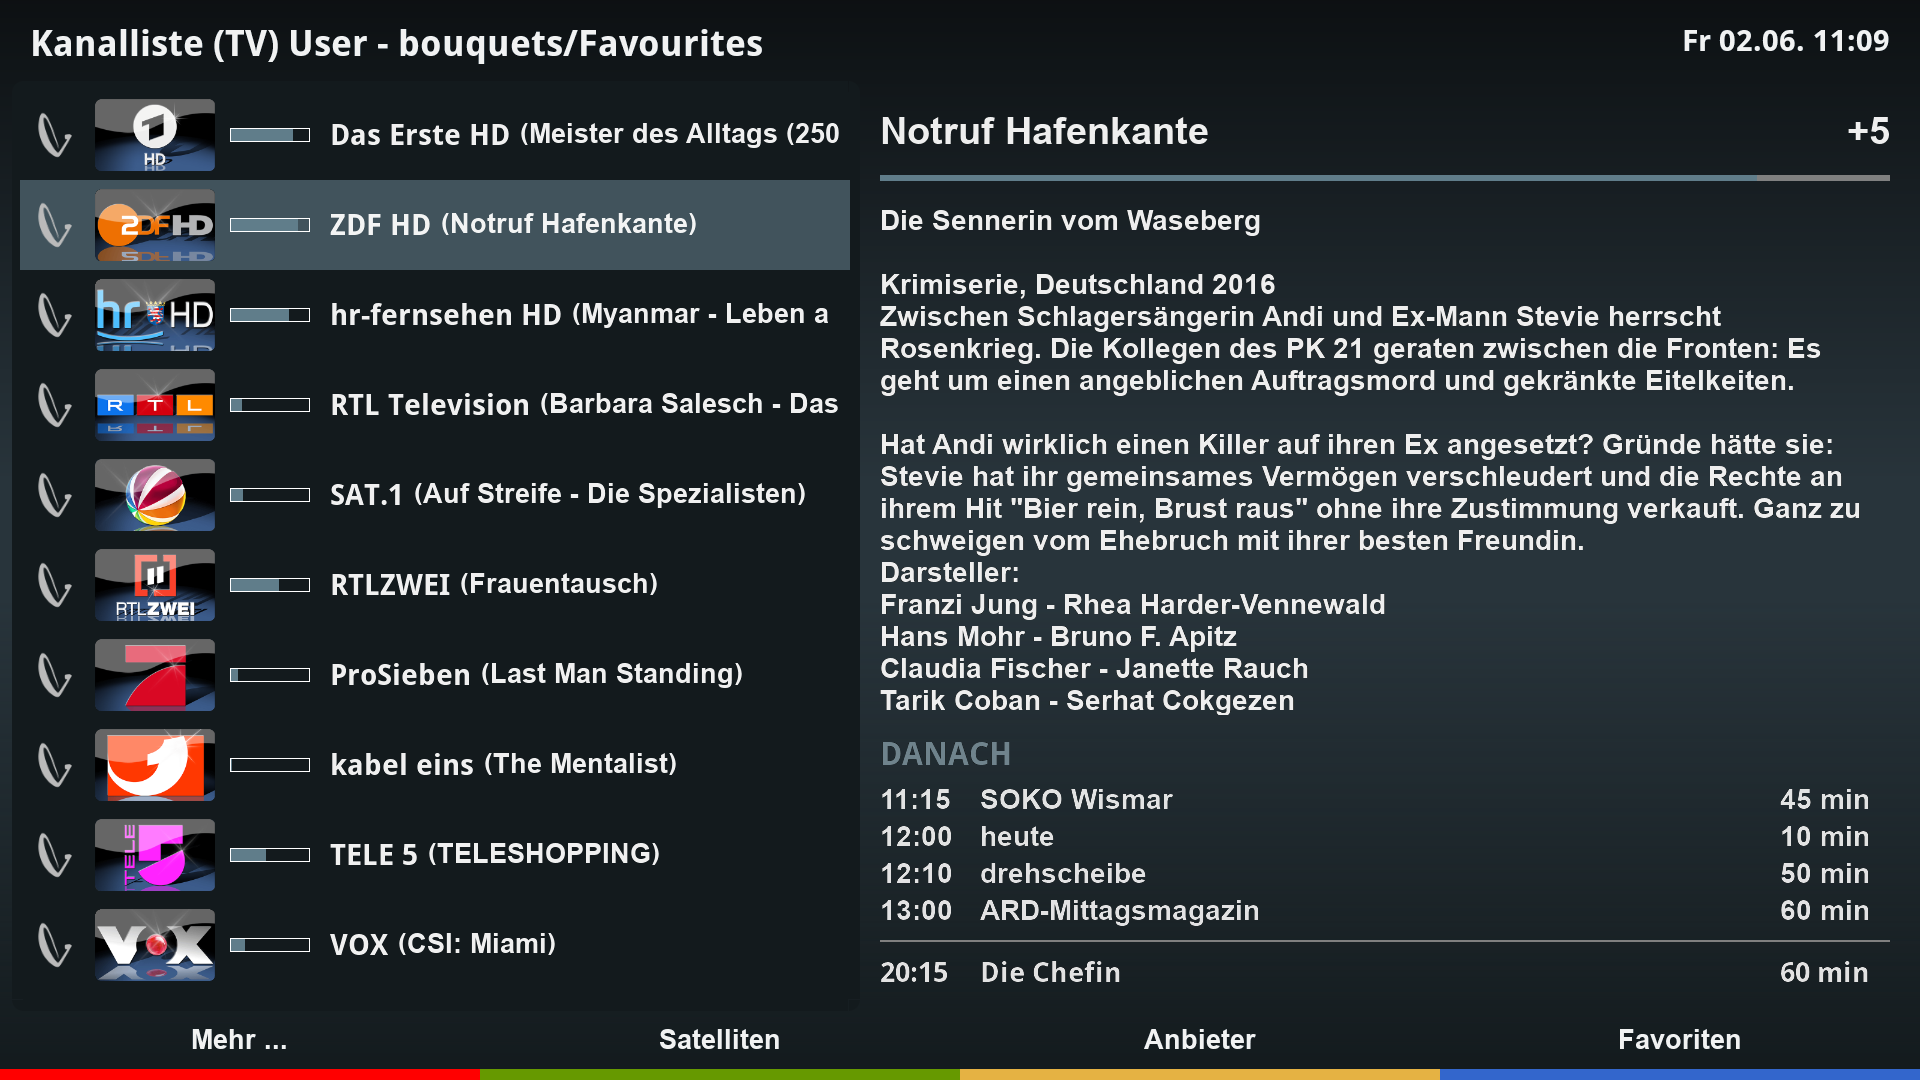 Kanalliste (TV) User - bouquets/Favourites
Fr 02.06. 11:09
HD
Das Erste HD (Meister des Alltags (250
ZDFHD
ZDF HD (Notruf Hafenkante)
hr HD
hr-fernsehen HD (Myanmar - Leben a
RTL
RTL Television (Barbara Salesch - Das
SAT.1 (Auf Streife - Die Spezialisten)
RTLZWEI
RTLZWEI (Frauentausch)
ProSieben (Last Man Standing)
kabel eins (The Mentalist)
TELE 5
TELE 5 (TELESHOPPING)
VOX
VOX (CSI: Miami)
Notruf Hafenkante
+5
Die Sennerin vom Waseberg
Krimiserie, Deutschland 2016
Zwischen Schlagersängerin Andi und Ex-Mann Stevie herrscht
Rosenkrieg. Die Kollegen des PK 21 geraten zwischen die Fronten: Es
geht um einen angeblichen Auftragsmord und gekränkte Eitelkeiten.
Hat Andi wirklich einen Killer auf ihren Ex angesetzt? Gründe hätte sie:
Stevie hat ihr gemeinsames Vermögen verschleudert und die Rechte an
ihrem Hit "Bier rein, Brust raus" ohne ihre Zustimmung verkauft. Ganz zu
schweigen vom Ehebruch mit ihrer besten Freundin.
Darsteller:
Franzi Jung - Rhea Harder-Vennewald
Hans Mohr - Bruno F. Apitz
Claudia Fischer - Janette Rauch
Tarik Coban - Serhat Cokgezen
DANACH
11:15 SOKO Wismar 45 min
12:00 heute 10 min
12:10 drehscheibe 50 min
13:00 ARD-Mittagsmagazin 60 min
20:15 Die Chefin 60 min
Mehr ...
Satelliten
Anbieter
Favoriten